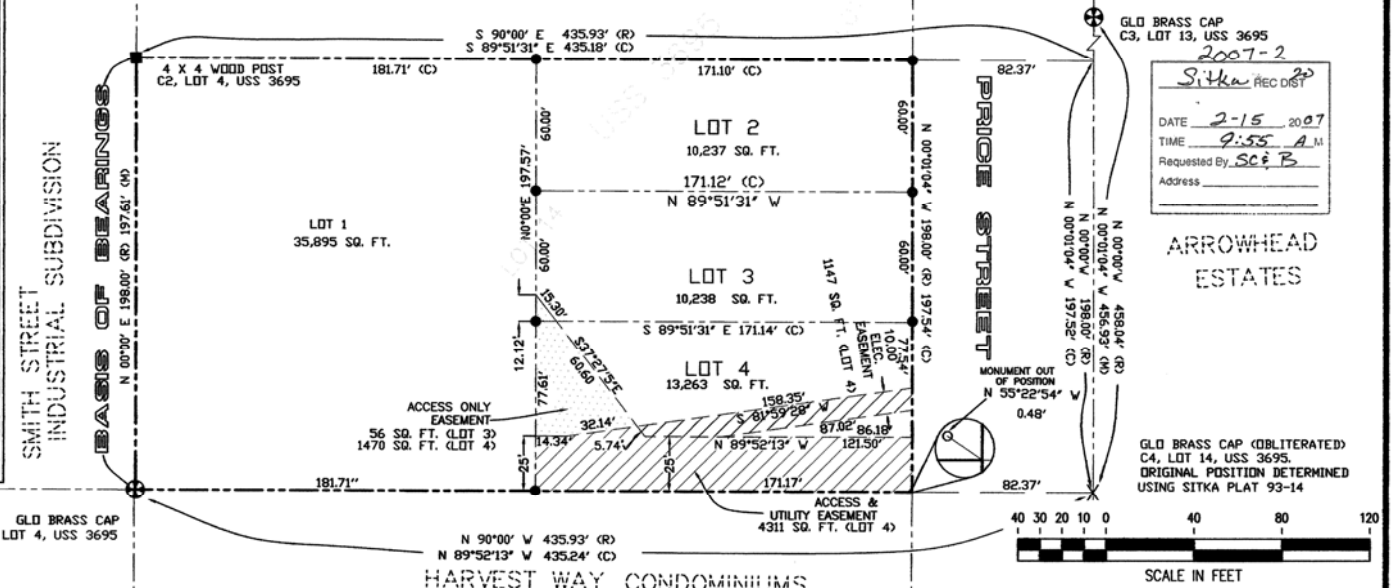 S 90°00' E 435.93' (R)
S 89°51'31" E 435.18' (C)
GLO BRASS CAP
C3, LOT 13, USS 3695
4 X 4 WOOD POST
C2, LOT 4, USS 3695
181.71' (C)
171.10' (C)
82.37'
2007-2
Sitka REC DIST
DATE 2-15 2007
TIME 9:55 A M
Requested By SC & B
Address
ARROWHEAD
ESTATES
SMITH STREET
INDUSTRIAL SUBDIVISION
BASIS OF BEARINGS
N 00°00' E 198.00' (R) 197.61' (M)
LOT 1
35,895 SQ. FT.
60.00'
N0°00'E 197.57'
60.00'
LOT 2
10,237 SQ. FT.
171.12' (C)
N 89°51'31" W
60.00'
60.00'
N 00°01'04" W 198.00' (R) 197.54' (C)
PRICE STREET
N 00°01'04" W 197.52' (C)
N 00°00'W 198.00' (R)
N 00°01'04" W 456.93' (M)
N 00°00'W 458.04' (R)
USS 3695
LOT 14
LOT 3
10,238 SQ. FT.
S 89°51'31" E 171.14' (C)
15.30'
12.12'
S37°27'5"E
60.60
77.61'
LOT 4
13,263 SQ. FT.
1147 SQ. FT. (LOT 4)
ELEC.
EASEMENT
10.00'
77.54'
158.35'
S 81°59'28" W
ACCESS ONLY
EASEMENT
56 SQ. FT. (LOT 3)
1470 SQ. FT. (LOT 4)
32.14'
14.34'
5.74'
87.02'
86.18'
N 89°52'13" W
121.50'
25'
25'
MONUMENT OUT
OF POSITION
N 55°22'54" W
0.48'
GLO BRASS CAP (OBLITERATED)
C4, LOT 14, USS 3695.
ORIGINAL POSITION DETERMINED
USING SITKA PLAT 93-14
181.71"
171.17'
82.37'
ACCESS &
UTILITY EASEMENT
4311 SQ. FT. (LOT 4)
GLO BRASS CAP
LOT 4, USS 3695
N 90°00' W 435.93' (R)
N 89°52'13" W 435.24' (C)
HARVEST WAY CONDOMINIUMS
40 30 20 10 0 40 80 120
SCALE IN FEET